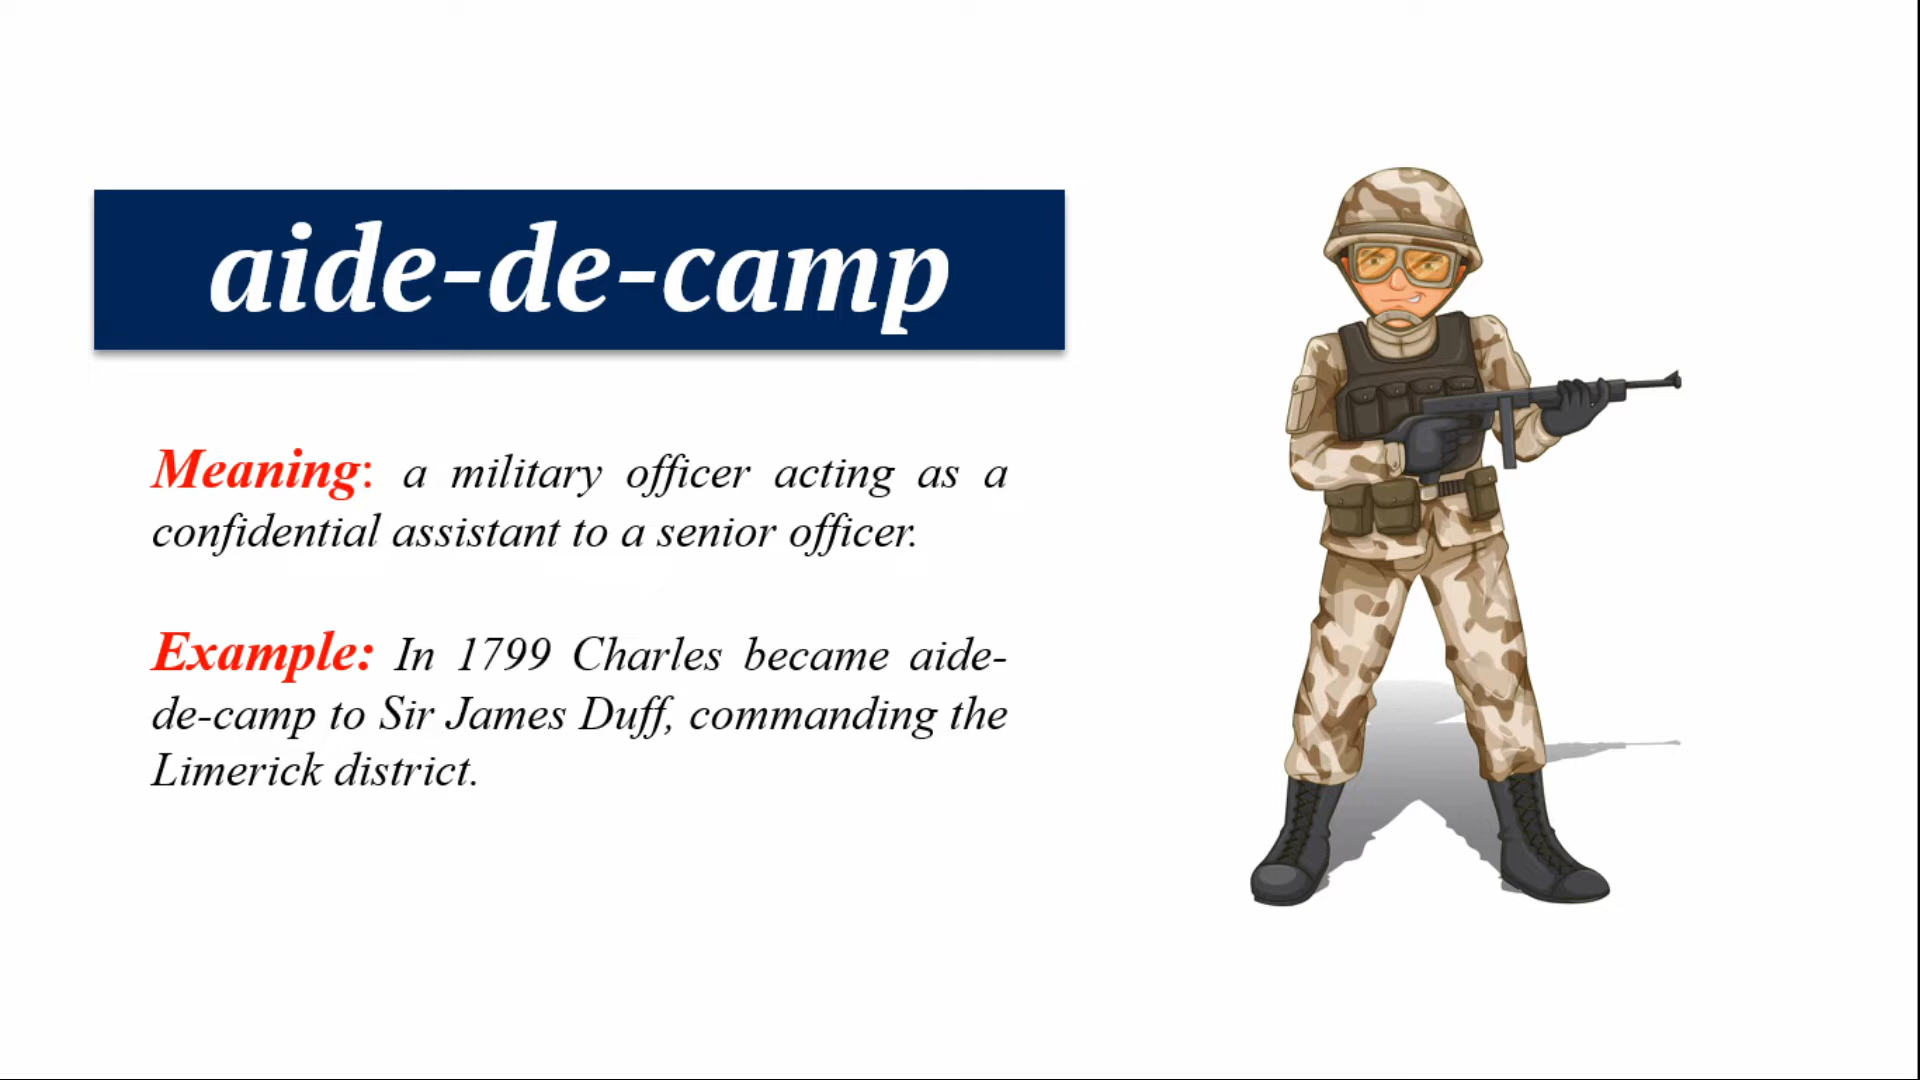 aide-de-camp
Meaning: a military officer acting as a
confidential assistant to a senior officer.
Example: In 1799 Charles became aide-
de-camp to Sir James Duff, commanding the
Limerick district.